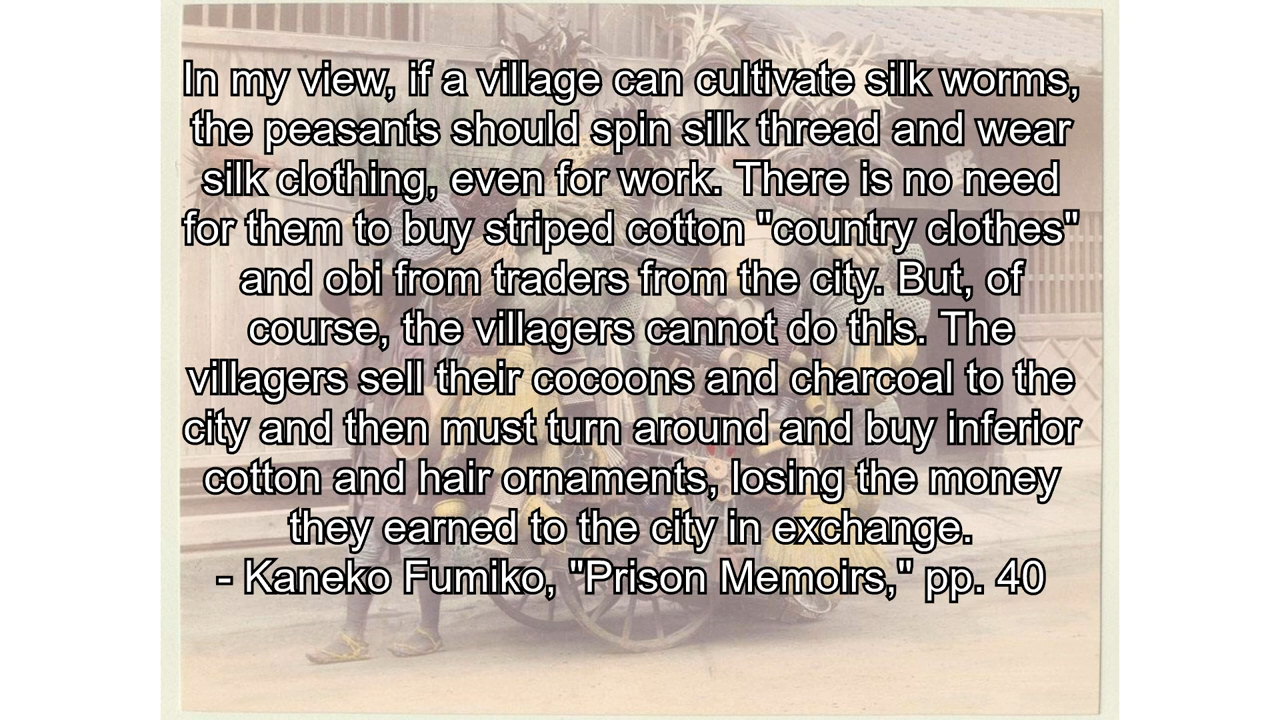 In my view, if a village can cultivate silk worms,
the peasants should spin silk thread and wear
silk clothing, even for work. There is no need
for them to buy striped cotton "country clothes"
and obi from traders from the city. But, of
course, the villagers cannot do this. The
villagers sell their cocoons and charcoal to the
city and then must turn around and buy inferior
cotton and hair ornaments, losing the money
they earned to the city in exchange.
- Kaneko Fumiko, "Prison Memoirs," pp. 40